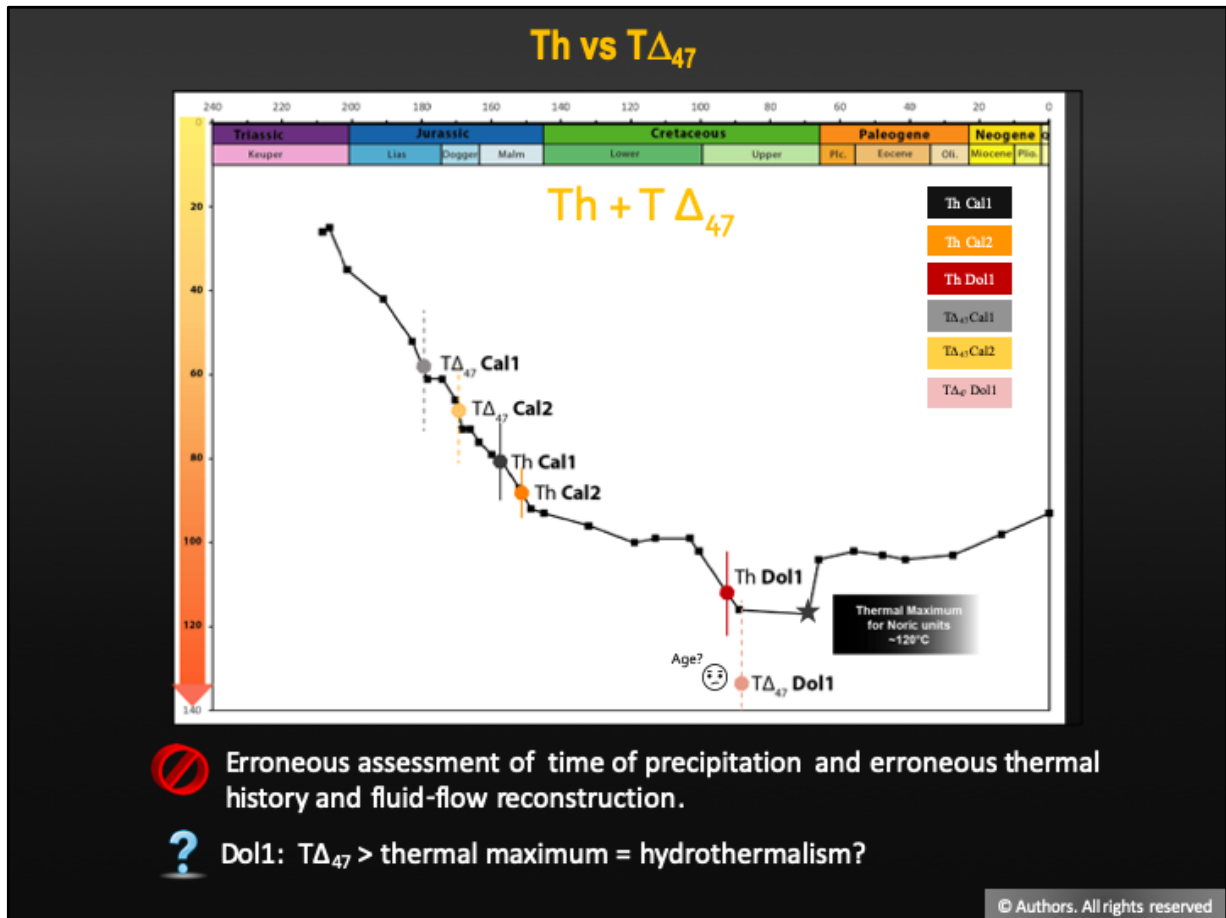 Th vs TΔ₄₇
240 220 200 180 160 140 120 100 80 60 40 20 0
0
Triassic Jurassic Cretaceous Paleogene Neogene Q
Keuper Lias Dogger Malm Lower Upper Plc. Eocene Oli. Miocene Plio.
Th + T Δ₄₇
20
40
60
80
100
120
140
Th Cal1
Th Cal2
Th Dol1
TΔ₄₇Cal1
TΔ₄₇Cal2
TΔ₄₇ Dol1
TΔ₄₇ Cal1
TΔ₄₇ Cal2
Th Cal1
Th Cal2
Th Dol1
Thermal Maximum
for Noric units
~120°C
Age?
TΔ₄₇ Dol1
Erroneous assessment of time of precipitation and erroneous thermal
history and fluid-flow reconstruction.
?
Dol1: TΔ₄₇ > thermal maximum = hydrothermalism?
© Authors. All rights reserved